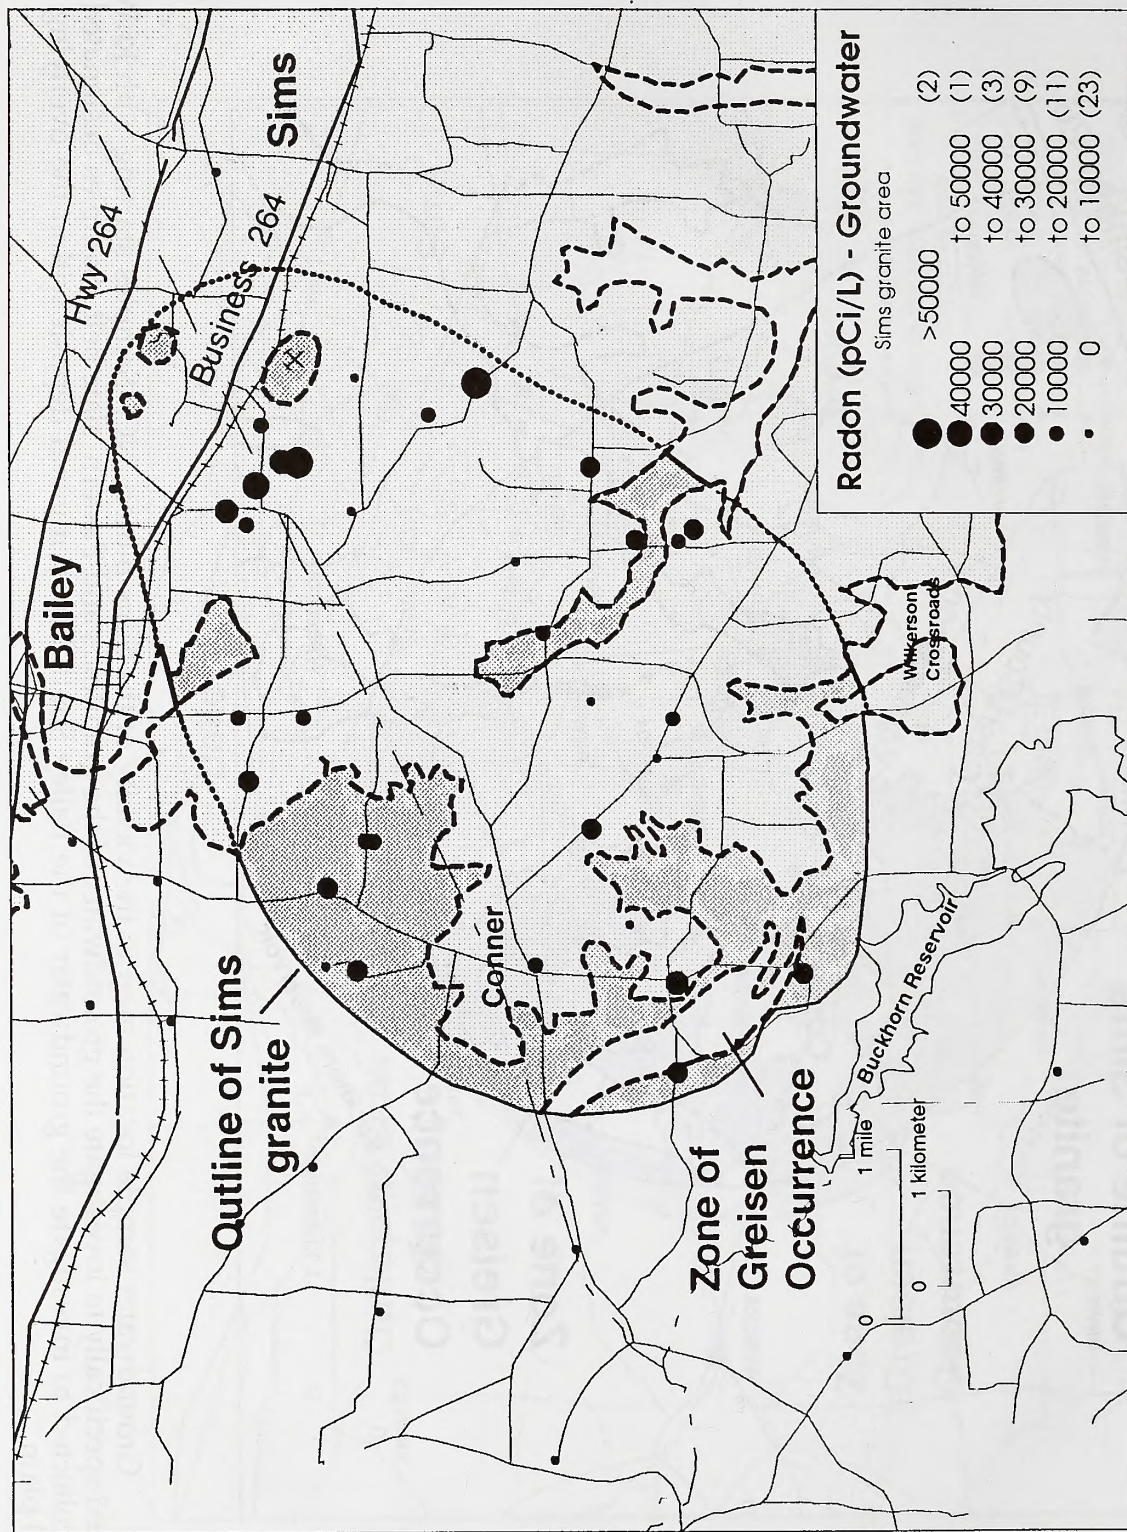 Hwy 264
Sims
Business 264
Bailey
Outline of Sims
granite
Conner
Zone of
Greisen
Occurrence
Wilkerson
Crossroads
Buckhorn Reservoir
0 1 mile
0 1 kilometer
Radon (pCi/L) - Groundwater
Sims granite area
>50000 (2)
40000 to 50000 (1)
30000 to 40000 (3)
20000 to 30000 (9)
10000 to 20000 (11)
0 to 10000 (23)